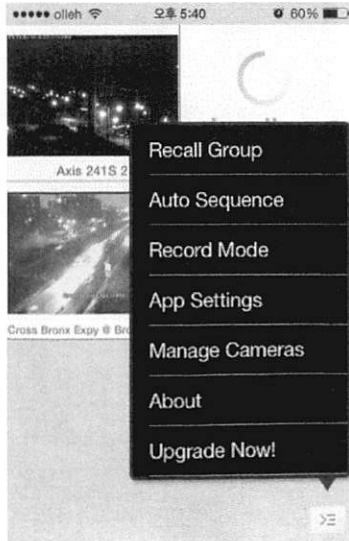 olleh 오후 5:40 60%
Axis 241S 2
Recall Group
Auto Sequence
Record Mode
App Settings
Manage Cameras
Cross Bronx Expy @ Br
About
Upgrade Now!